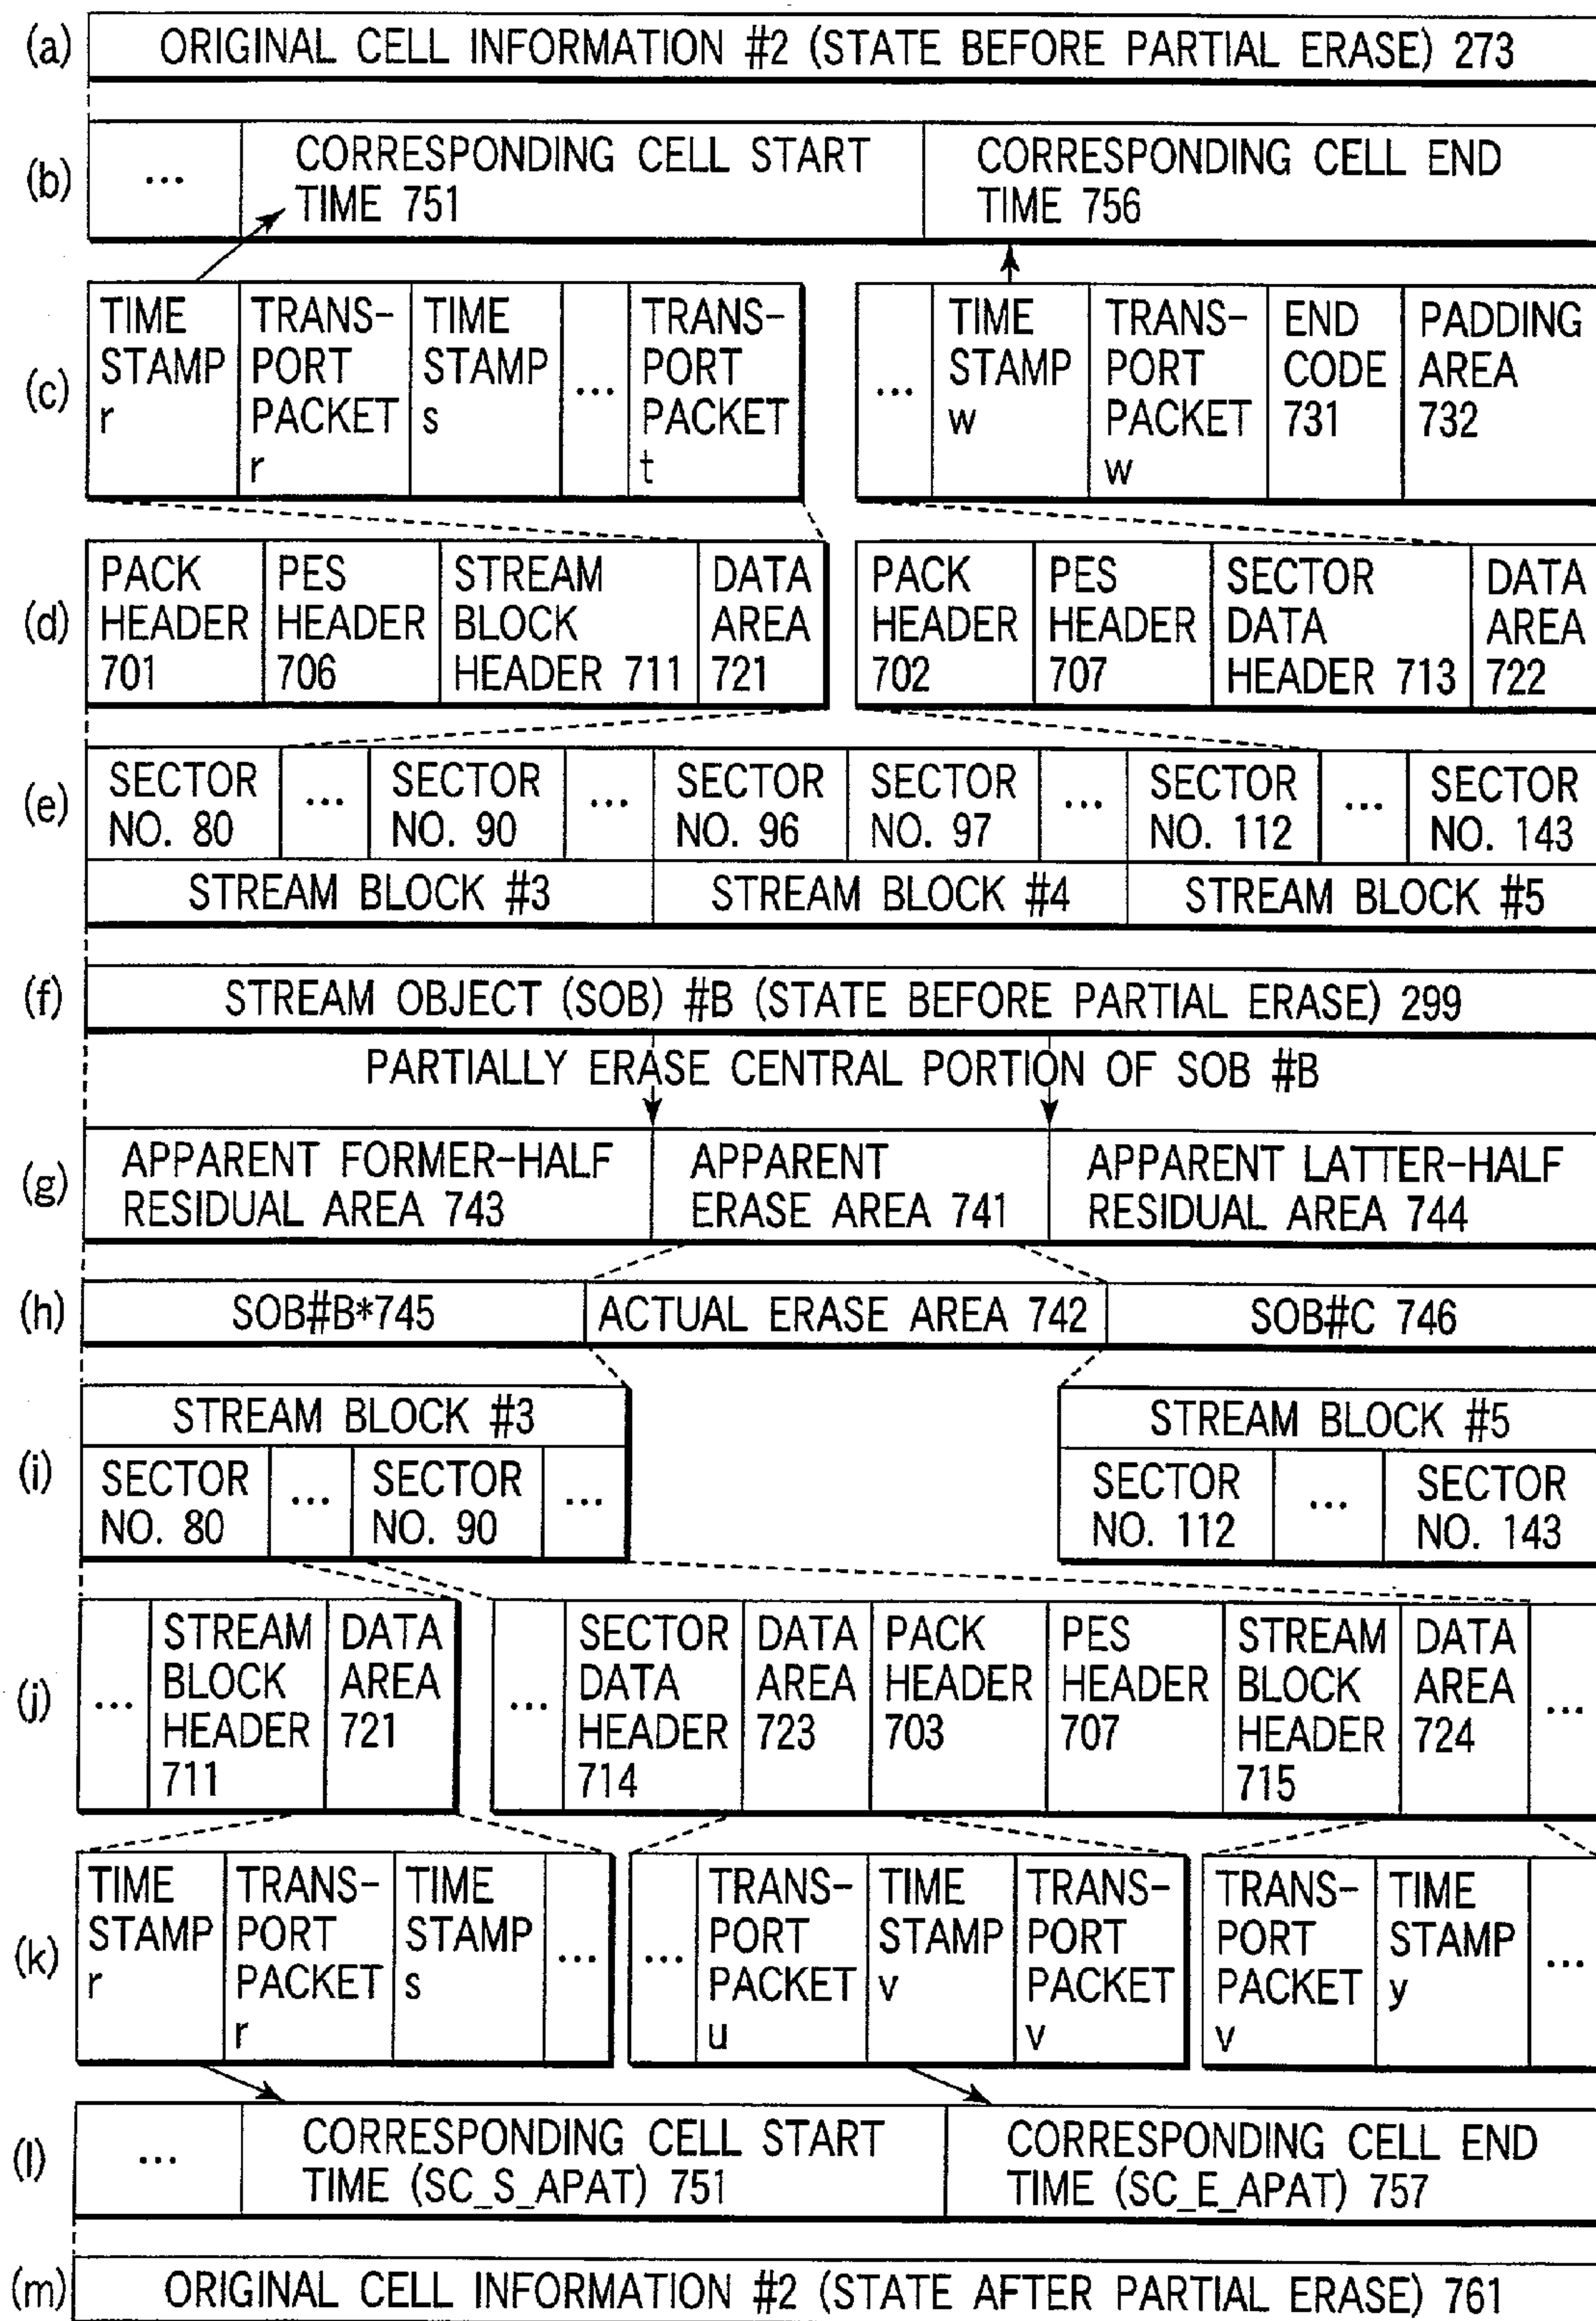 (a) ORIGINAL CELL INFORMATION #2 (STATE BEFORE PARTIAL ERASE) 273
(b) ... CORRESPONDING CELL START
TIME 751
CORRESPONDING CELL END
TIME 756
(c) TIME
STAMP
r
TRANS-
PORT
PACKET
r
TIME
STAMP
s
...
TRANS-
PORT
PACKET
t
...
TIME
STAMP
w
TRANS-
PORT
PACKET
w
END
CODE
731
PADDING
AREA
732
(d) PACK
HEADER
701
PES
HEADER
706
STREAM
BLOCK
HEADER 711
DATA
AREA
721
PACK
HEADER
702
PES
HEADER
707
SECTOR
DATA
HEADER 713
DATA
AREA
722
(e) SECTOR
NO. 80
...
SECTOR
NO. 90
...
SECTOR
NO. 96
SECTOR
NO. 97
...
SECTOR
NO. 112
...
SECTOR
NO. 143
STREAM BLOCK #3
STREAM BLOCK #4
STREAM BLOCK #5
(f) STREAM OBJECT (SOB) #B (STATE BEFORE PARTIAL ERASE) 299
PARTIALLY ERASE CENTRAL PORTION OF SOB #B
(g) APPARENT FORMER-HALF
RESIDUAL AREA 743
APPARENT
ERASE AREA 741
APPARENT LATTER-HALF
RESIDUAL AREA 744
(h) SOB#B*745
ACTUAL ERASE AREA 742
SOB#C 746
(i) STREAM BLOCK #3
SECTOR
NO. 80
...
SECTOR
NO. 90
...
STREAM BLOCK #5
SECTOR
NO. 112
...
SECTOR
NO. 143
(j) ...
STREAM
BLOCK
HEADER
711
DATA
AREA
721
...
SECTOR
DATA
HEADER
714
DATA
AREA
723
PACK
HEADER
703
PES
HEADER
707
STREAM
BLOCK
HEADER
715
DATA
AREA
724
...
(k) TIME
STAMP
r
TRANS-
PORT
PACKET
r
TIME
STAMP
s
...
...
TRANS-
PORT
PACKET
u
TIME
STAMP
v
TRANS-
PORT
PACKET
v
TRANS-
PORT
PACKET
v
TIME
STAMP
y
...
(l) ...
CORRESPONDING CELL START
TIME (SC_S_APAT) 751
CORRESPONDING CELL END
TIME (SC_E_APAT) 757
(m) ORIGINAL CELL INFORMATION #2 (STATE AFTER PARTIAL ERASE) 761